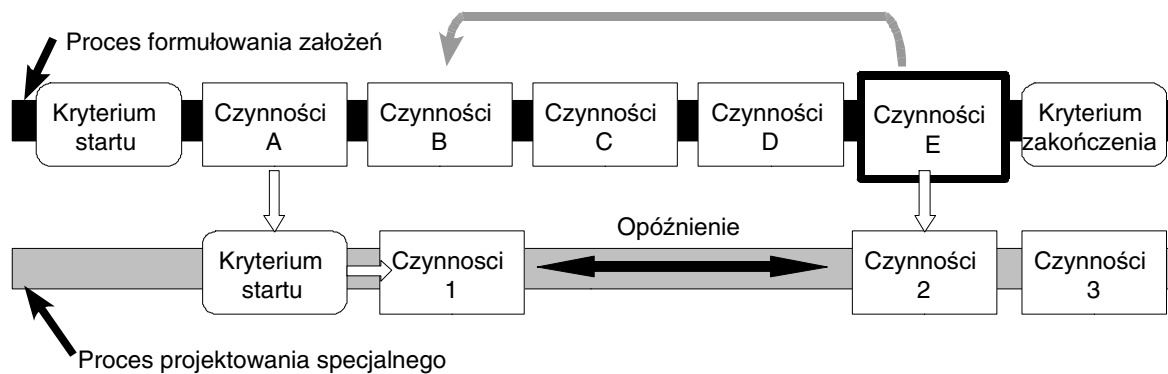 Proces formułowania założeń
Kryterium
startu
Czynności
A
Czynności
B
Czynności
C
Czynności
D
Czynności
E
Kryterium
zakończenia
Opóźnienie
Kryterium
startu
Czynnosci
1
Czynności
2
Czynności
3
Proces projektowania specjalnego